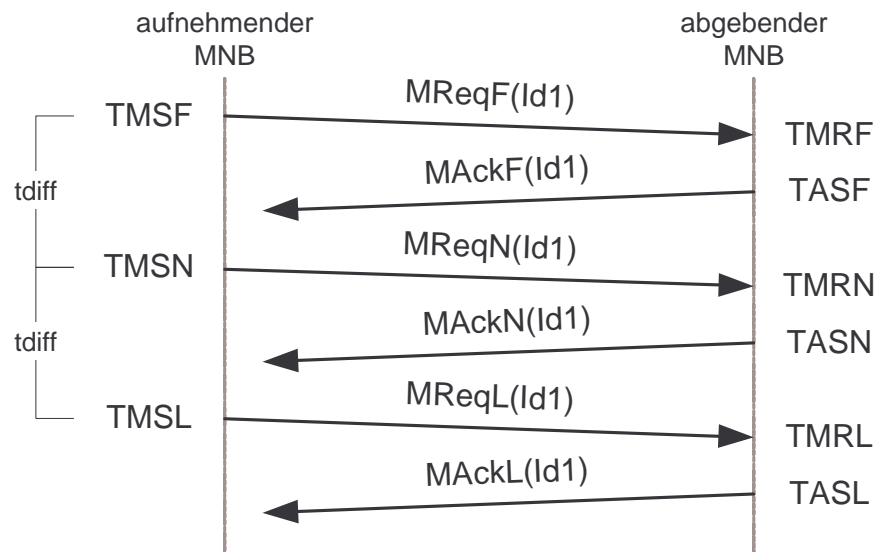 aufnehmender
MNB
abgebender
MNB
MReqF(Id1)
TMSF
TMRF
MAckF(Id1)
TASF
tdiff
MReqN(Id1)
TMSN
TMRN
MAckN(Id1)
TASN
tdiff
MReqL(Id1)
TMSL
TMRL
MAckL(Id1)
TASL